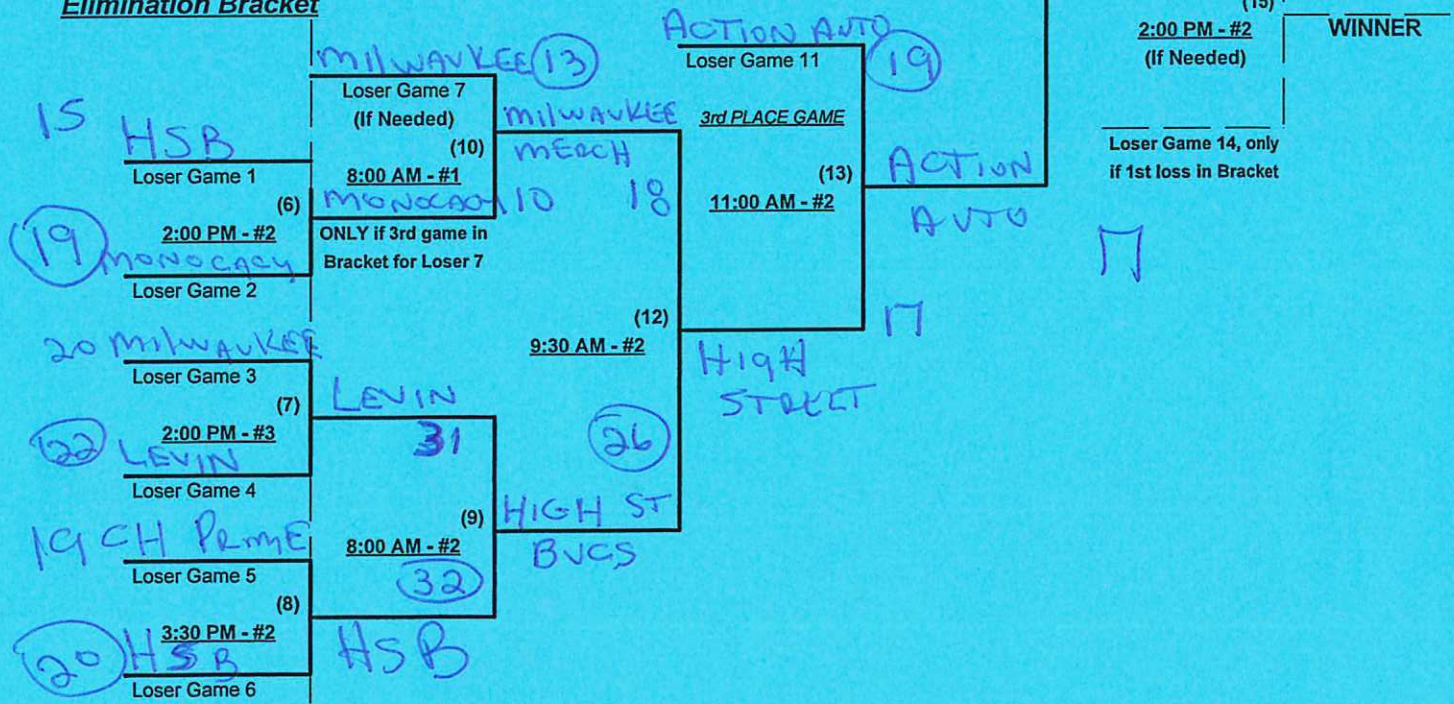 Elimination Bracket
(15)
2:00 PM - #2
(If Needed)
WINNER
Loser Game 14, only
if 1st loss in Bracket
MILWAUKEE 13
Loser Game 7
(If Needed)
(10)
8:00 AM - #1
MONOCACY 10
ONLY if 3rd game in
Bracket for Loser 7
ACTION AUTO
Loser Game 11
19
3rd PLACE GAME
(13)
11:00 AM - #2
ACTION
AUTO
17
15 HSB
Loser Game 1
(6)
2:00 PM - #2
19 MONOCACY
Loser Game 2
MILWAUKEE
MERCH
18
(12)
9:30 AM - #2
26
HIGH
STREET
17
20 MILWAUKEE
Loser Game 3
(7)
2:00 PM - #3
22 LEVIN
Loser Game 4
LEVIN
31
(9)
8:00 AM - #2
32
HSB
HIGH ST
BUCS
19 CH PRIME
Loser Game 5
(8)
3:30 PM - #2
20 HSB
Loser Game 6